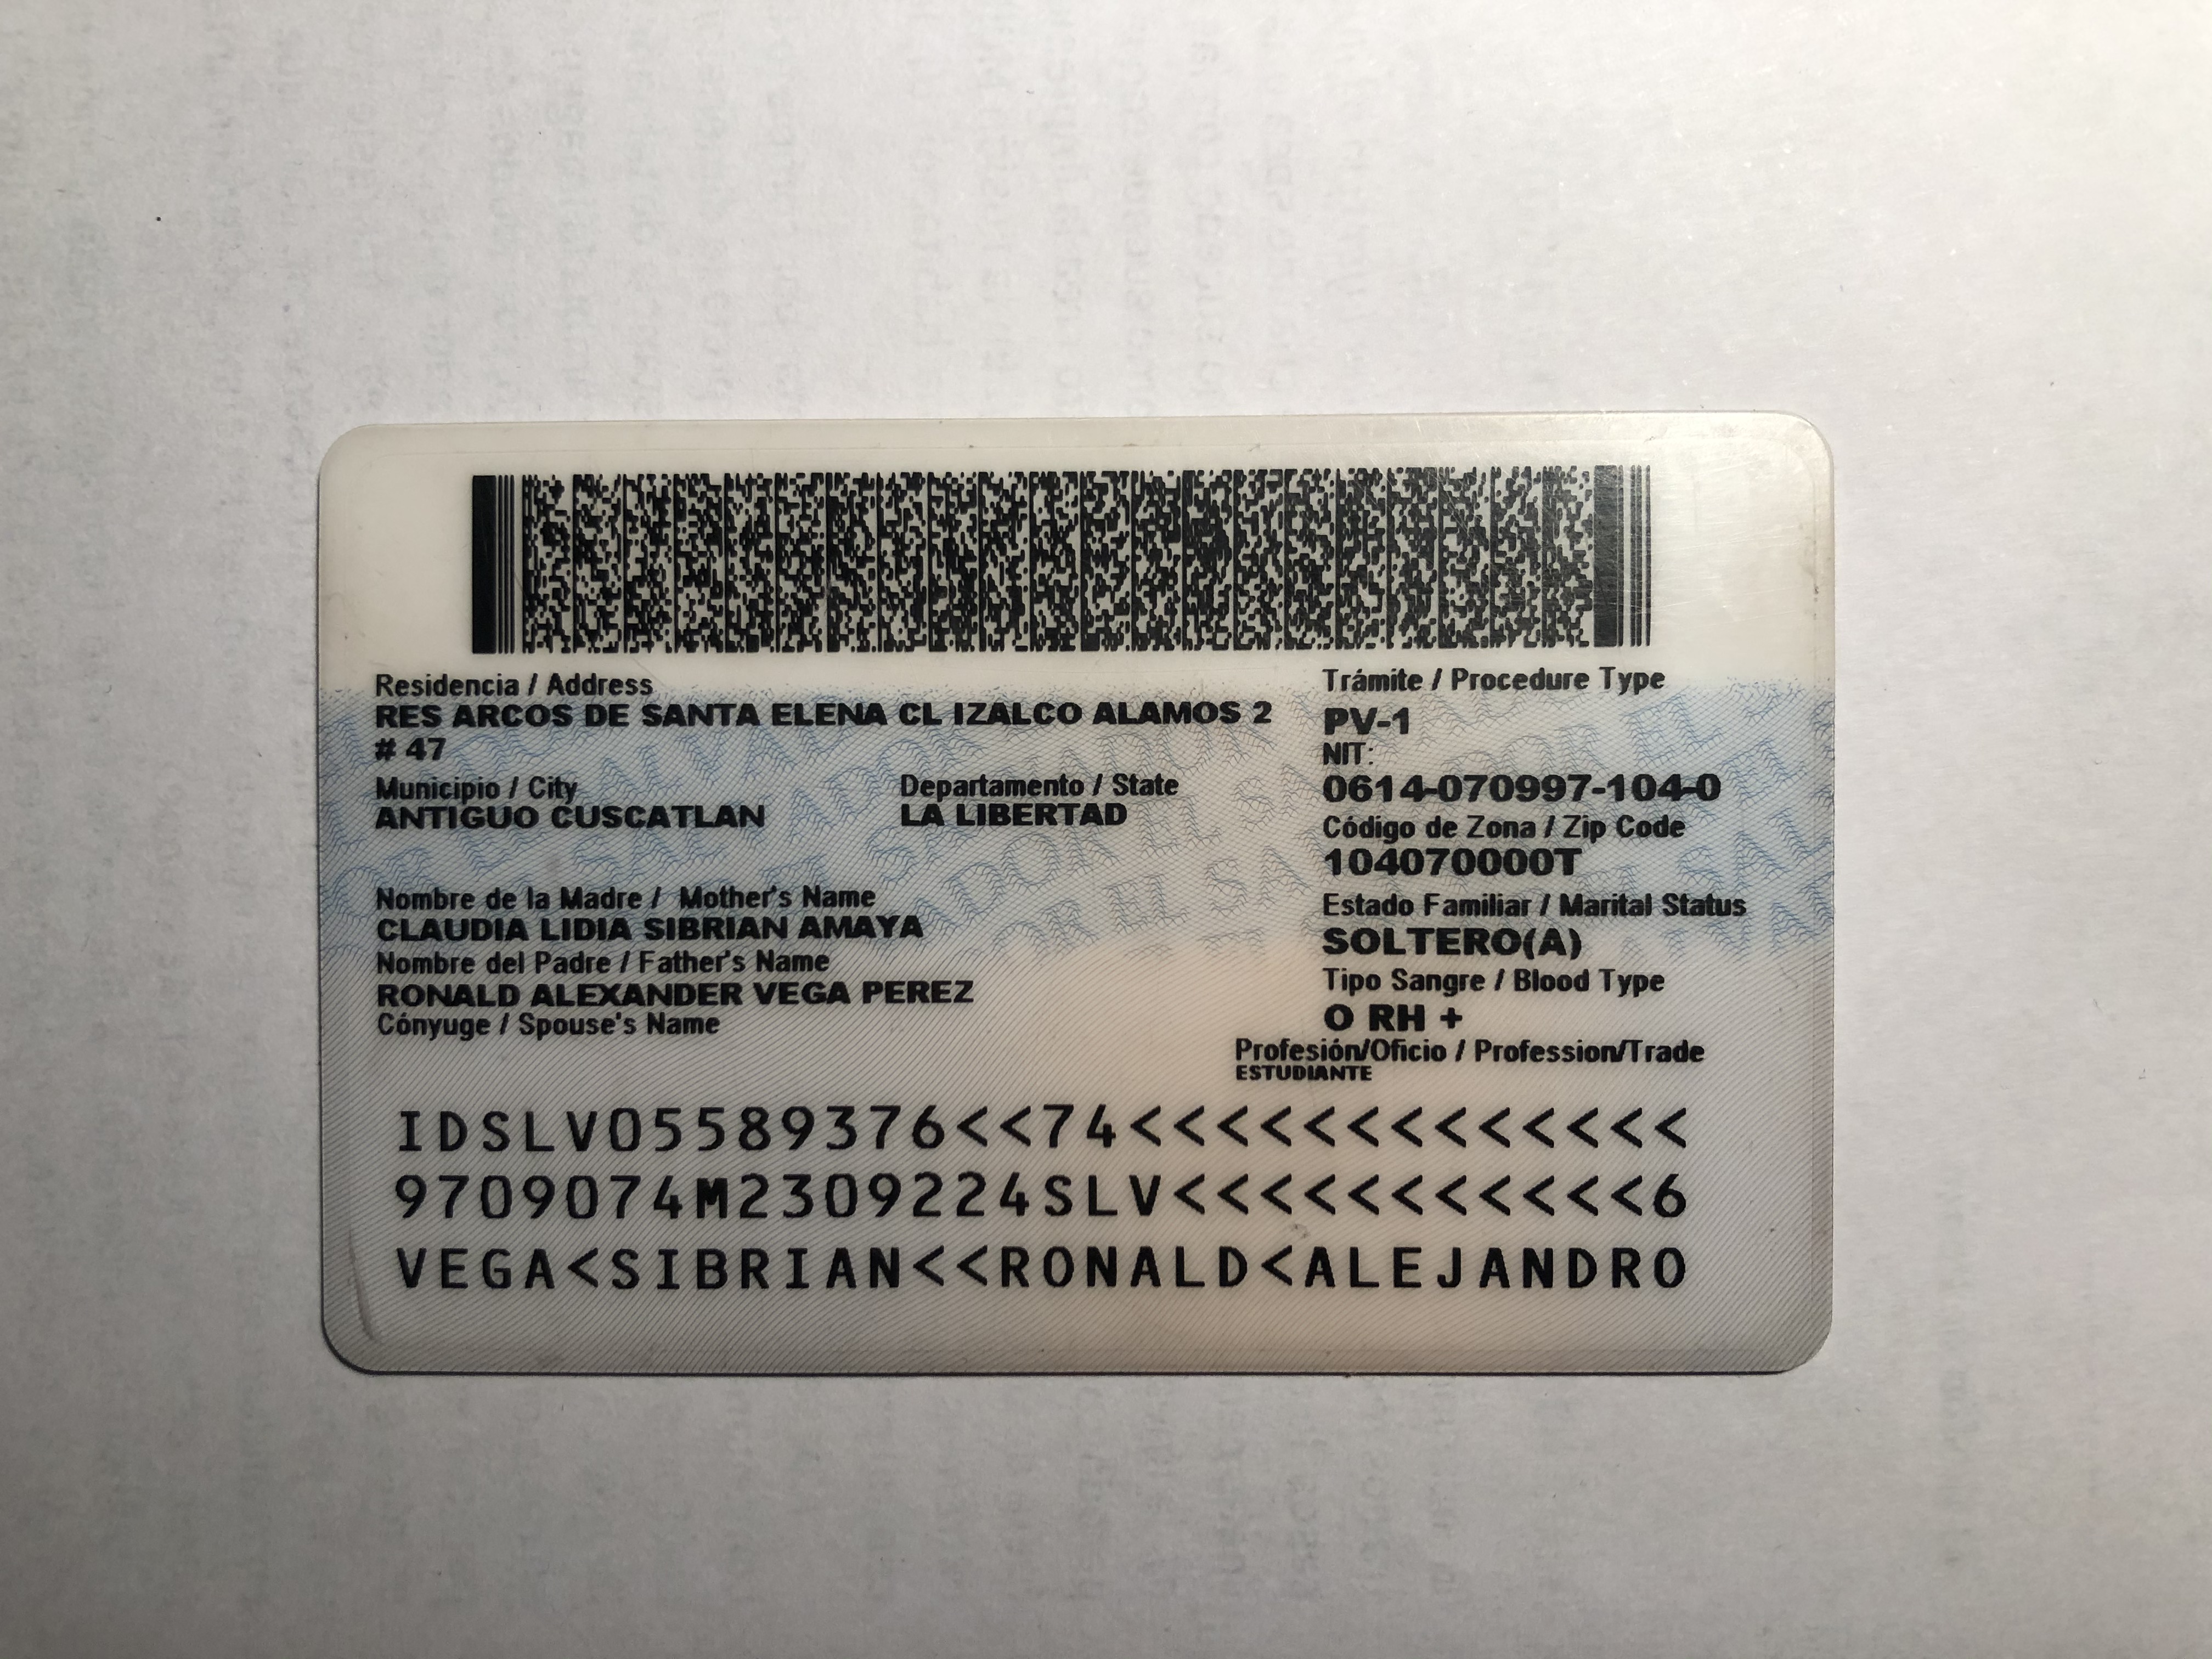 Residencia / Address
RES ARCOS DE SANTA ELENA CL IZALCO ALAMOS 2
# 47
Municipio / City
ANTIGUO CUSCATLAN
Departamento / State
LA LIBERTAD
Nombre de la Madre / Mother's Name
CLAUDIA LIDIA SIBRIAN AMAYA
Nombre del Padre / Father's Name
RONALD ALEXANDER VEGA PEREZ
Cónyuge / Spouse's Name
Trámite / Procedure Type
PV-1
NIT:
0614-070997-104-0
Código de Zona / Zip Code
104070000T
Estado Familiar / Marital Status
SOLTERO(A)
Tipo Sangre / Blood Type
O RH +
Profesión/Oficio / Profession/Trade
ESTUDIANTE
IDSLV05589376<<74<<<<<<<<<<<<<
9709074M2309224SLV<<<<<<<<<<<6
VEGA<SIBRIAN<<RONALD<ALEJANDRO